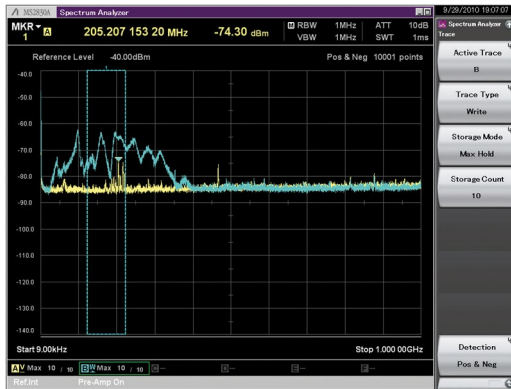 MS2830A Spectrum Analyzer
9/29/2010 19:07:07
MKR
1
A
205.207 153 20 MHz
-74.30 dBm
M RBW 1MHz
VBW 1MHz
ATT 10dB
SWT 1ms
Reference Level -40.00dBm
Pos & Neg 10001 points
1
-40.0
-50.0
-60.0
-70.0
-80.0
-90.0
-100.0
-110.0
-120.0
-130.0
-140.0
Start 9.00kHz
Stop 1.000 00GHz
A V Max 10 / 10
B W Max 10 / 10
Ref.Int Pre-Amp On
Spectrum Analyzer
Trace
Active Trace
B
Trace Type
Write
Storage Mode
Max Hold
Storage Count
10
Detection
Pos & Neg